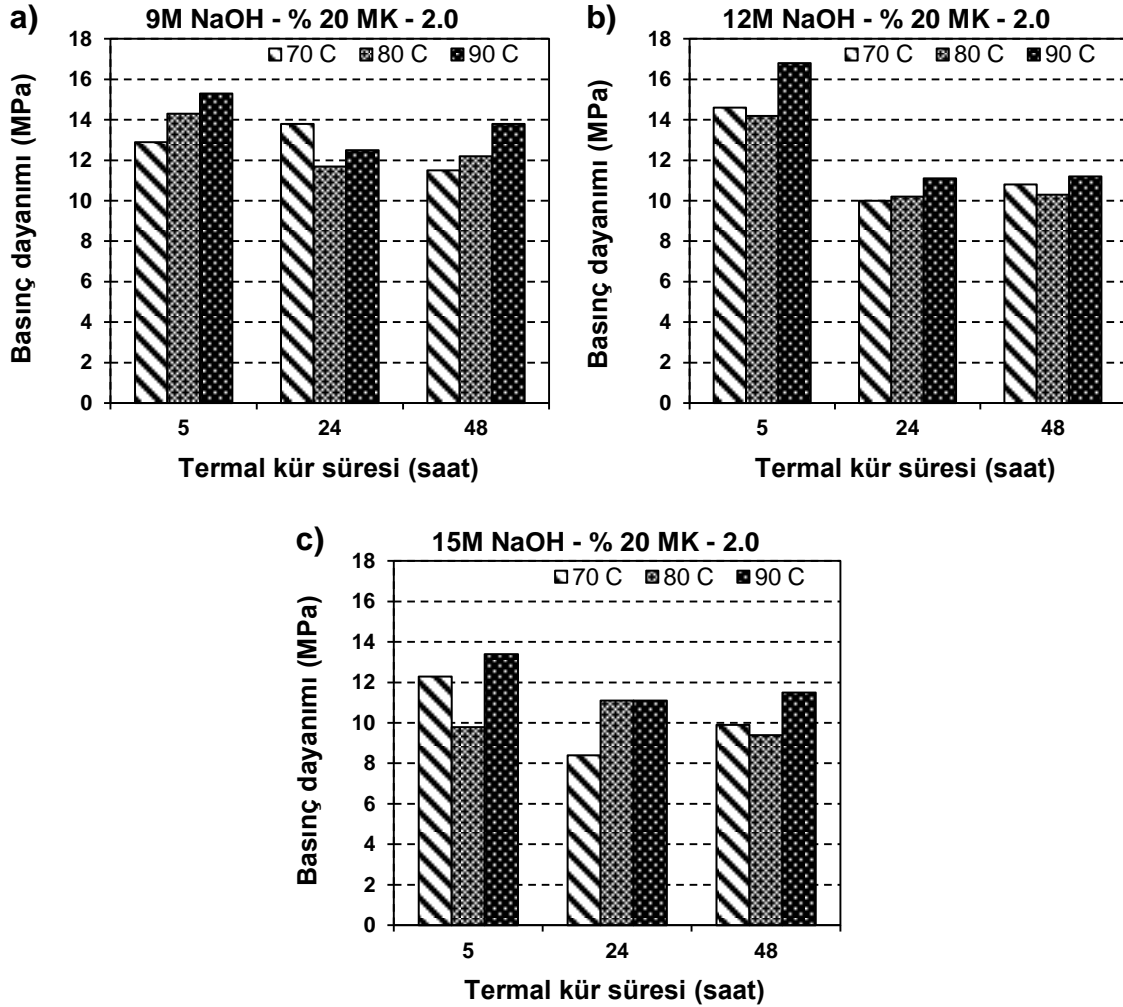 a)
9M NaOH - % 20 MK - 2.0
70 C 80 C 90 C
Basınç dayanımı (MPa)
18
16
14
12
10
8
6
4
2
0
5 24 48
Termal kür süresi (saat)
b)
12M NaOH - % 20 MK - 2.0
70 C 80 C 90 C
Basınç dayanımı (MPa)
18
16
14
12
10
8
6
4
2
0
5 24 48
Termal kür süresi (saat)
c)
15M NaOH - % 20 MK - 2.0
70 C 80 C 90 C
Basınç dayanımı (MPa)
18
16
14
12
10
8
6
4
2
0
5 24 48
Termal kür süresi (saat)